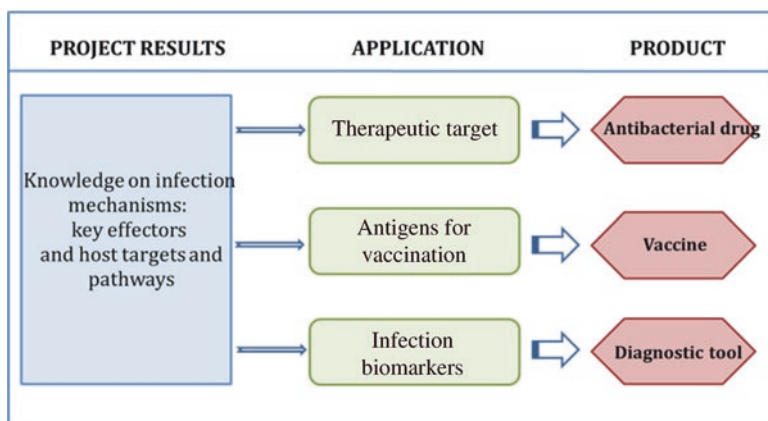 PROJECT RESULTS
APPLICATION
PRODUCT
Knowledge on infection
mechanisms:
key effectors
and host targets and
pathways
Therapeutic target
Antibacterial drug
Antigens for
vaccination
Vaccine
Infection
biomarkers
Diagnostic tool